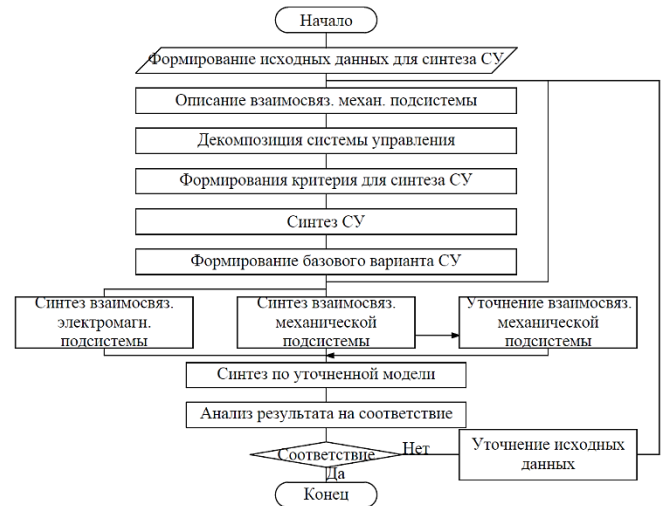 Начало
Формирование исходных данных для синтеза СУ
Описание взаимосвяз. механ. подсистемы
Декомпозиция системы управления
Формирования критерия для синтеза СУ
Синтез СУ
Формирование базового варианта СУ
Синтез взаимосвяз.
электромагн.
подсистемы
Синтез взаимосвяз.
механической
подсистемы
Уточнение взаимосвяз.
механической
подсистемы
Синтез по уточненной модели
Анализ результата на соответствие
Соответствие
Нет
Уточнение исходных
данных
Да
Конец